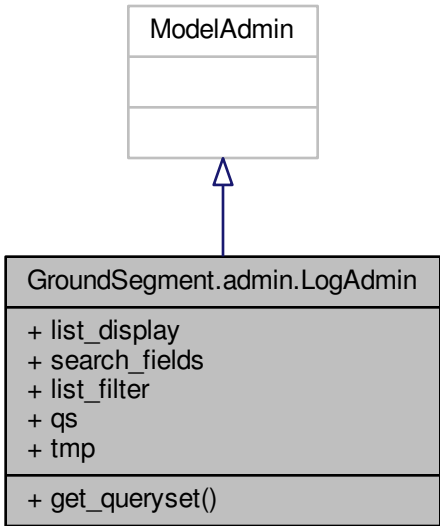 ModelAdmin
GroundSegment.admin.LogAdmin
+ list_display
+ search_fields
+ list_filter
+ qs
+ tmp
+ get_queryset()